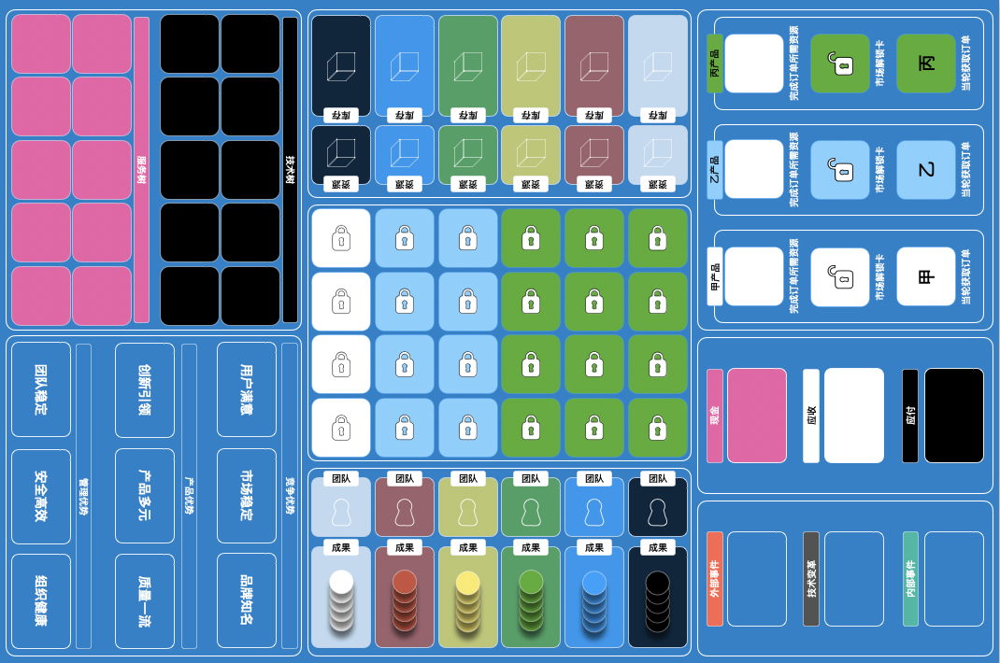 服务树
技术树
团队稳定
创新引领
用户满意
安全高效
产品多元
市场稳定
组织健康
质量一流
品牌知名
管理优势
产品优势
竞争优势
库存
库存
库存
库存
库存
库存
资源
资源
资源
资源
资源
资源
团队
团队
团队
团队
团队
团队
成果
成果
成果
成果
成果
成果
丙产品
完成订单所需资源
市场解锁卡
丙
当轮获取订单
乙产品
完成订单所需资源
市场解锁卡
乙
当轮获取订单
甲产品
完成订单所需资源
市场解锁卡
甲
当轮获取订单
现金
应收
应付
外部事件
技术变革
内部事件